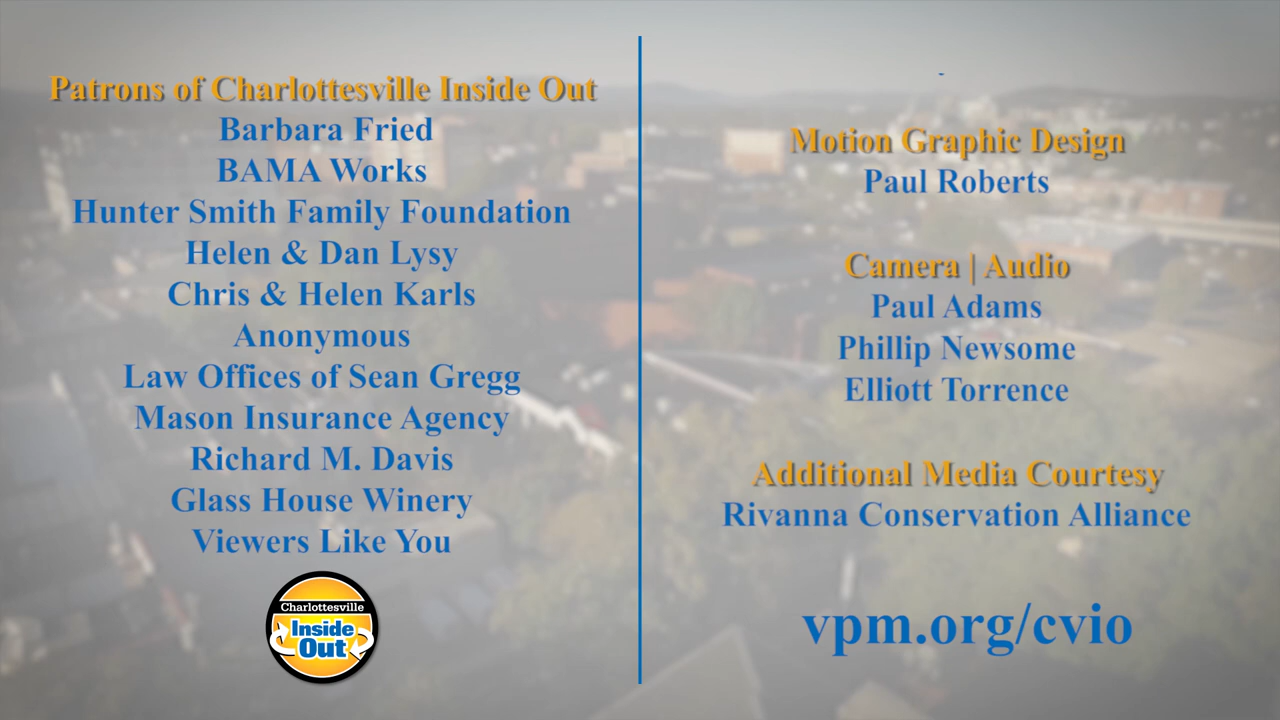 Patrons of Charlottesville Inside Out
Barbara Fried
BAMA Works
Hunter Smith Family Foundation
Helen & Dan Lysy
Chris & Helen Karls
Anonymous
Law Offices of Sean Gregg
Mason Insurance Agency
Richard M. Davis
Glass House Winery
Viewers Like You
Charlottesville
Inside
Out
Motion Graphic Design
Paul Roberts
Camera | Audio
Paul Adams
Phillip Newsome
Elliott Torrence
Additional Media Courtesy
Rivanna Conservation Alliance
vpm.org/cvio